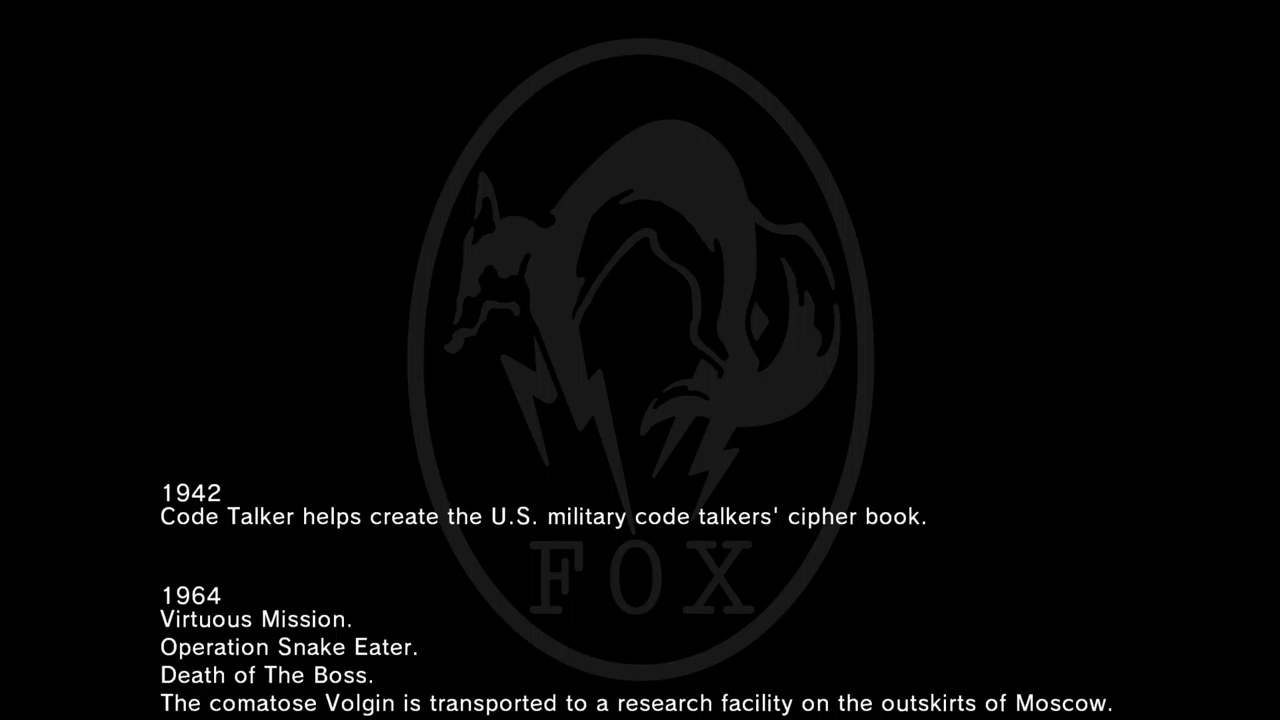 1942
Code Talker helps create the U.S. military code talkers' cipher book.
FOX
1964
Virtuous Mission.
Operation Snake Eater.
Death of The Boss.
The comatose Volgin is transported to a research facility on the outskirts of Moscow.